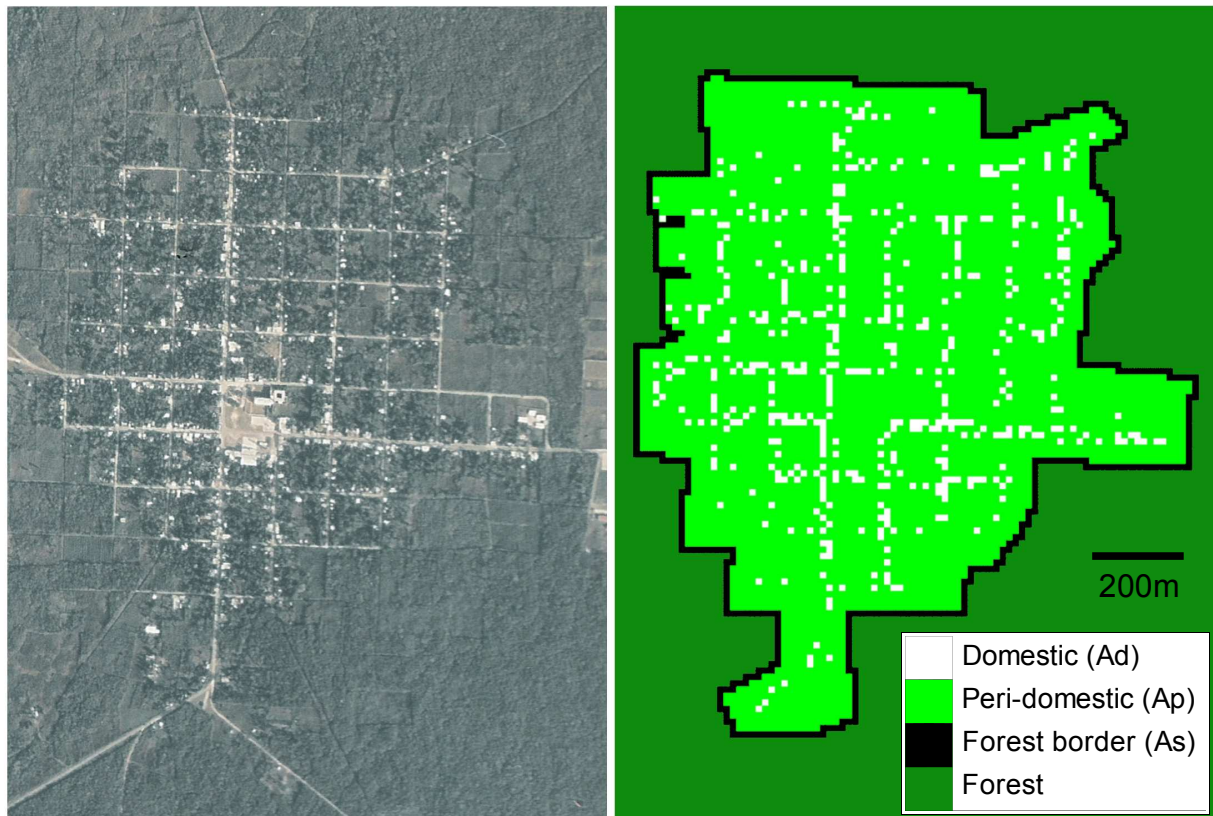 200m
Domestic (Ad)
Peri-domestic (Ap)
Forest border (As)
Forest